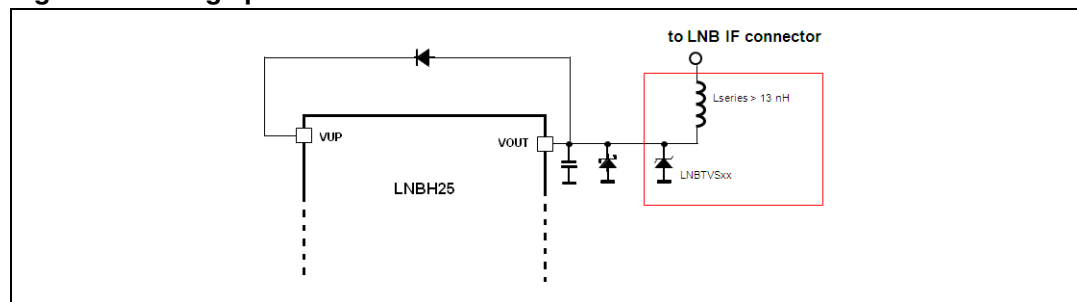 to LNB IF connector
Lseries > 13 nH
VUP
VOUT
LNBTVSxx
LNBH25